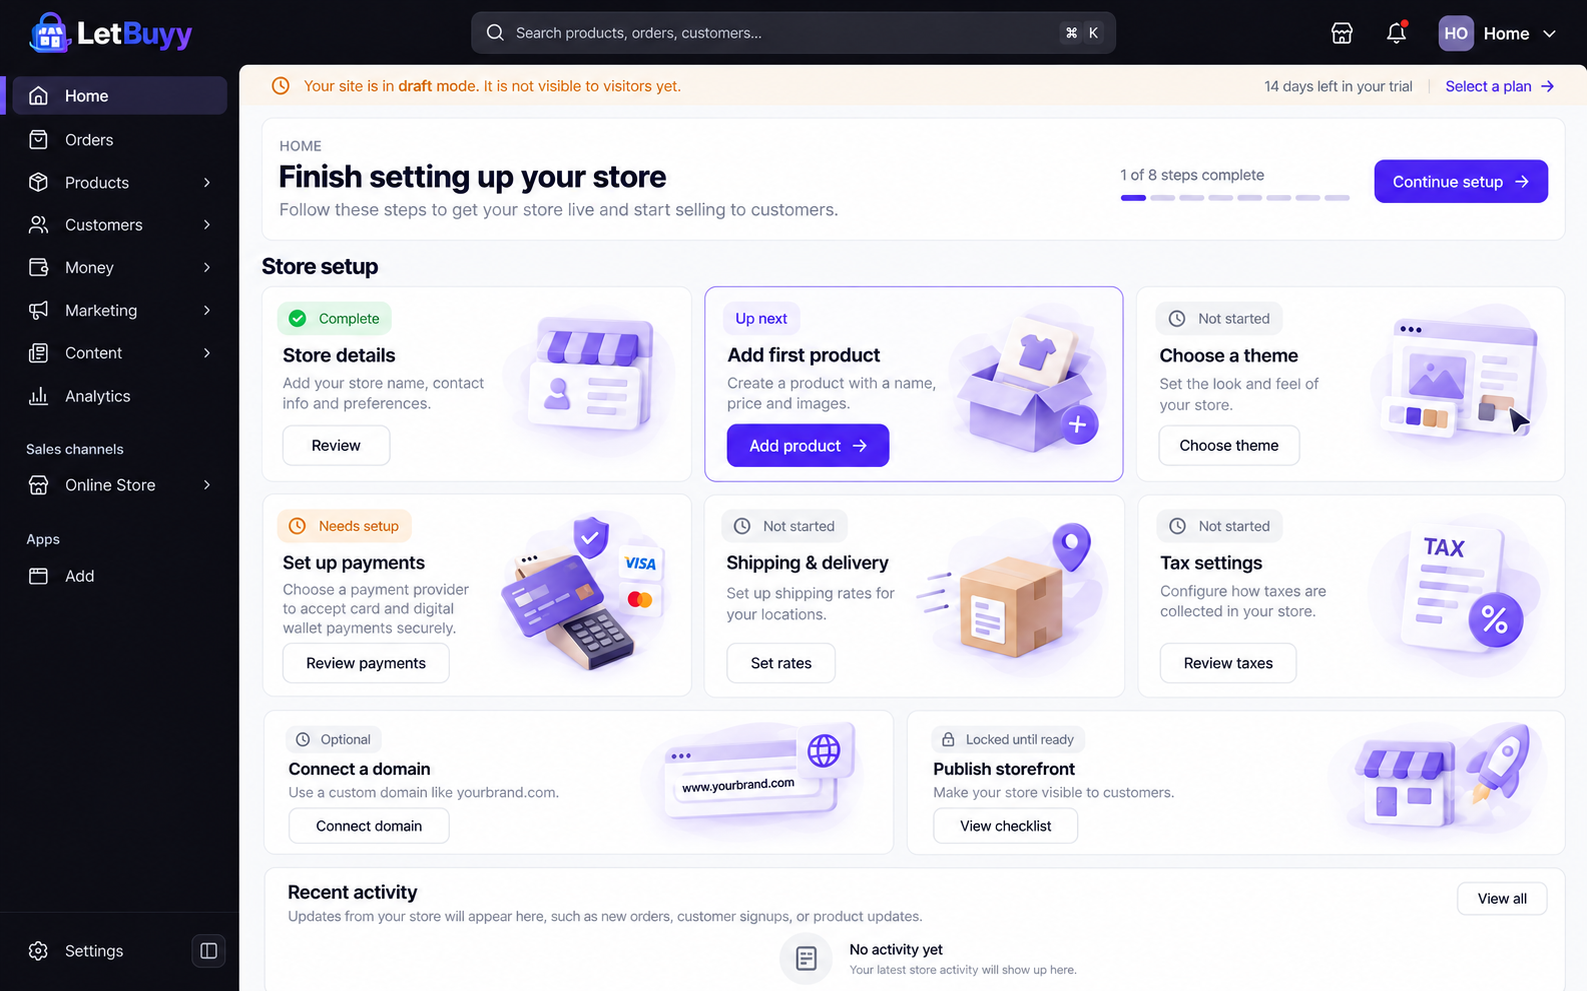 LetBuyy
Search products, orders, customers...
⌘ K
HO
Home
Home
Orders
Products
Customers
Money
Marketing
Content
Analytics
Sales channels
Online Store
Apps
Add
Settings
Your site is in draft mode. It is not visible to visitors yet.
14 days left in your trial
Select a plan →
HOME
Finish setting up your store
Follow these steps to get your store live and start selling to customers.
1 of 8 steps complete
Continue setup →
Store setup
Complete
Store details
Add your store name, contact
info and preferences.
Review
Up next
Add first product
Create a product with a name,
price and images.
Add product →
Not started
Choose a theme
Set the look and feel of
your store.
Choose theme
Needs setup
Set up payments
Choose a payment provider
to accept card and digital
wallet payments securely.
Review payments
VISA
Not started
Shipping & delivery
Set up shipping rates for
your locations.
Set rates
Not started
Tax settings
Configure how taxes are
collected in your store.
Review taxes
TAX
%
Optional
Connect a domain
Use a custom domain like yourbrand.com.
Connect domain
www.yourbrand.com
Locked until ready
Publish storefront
Make your store visible to customers.
View checklist
Recent activity
Updates from your store will appear here, such as new orders, customer signups, or product updates.
View all
No activity yet
Your latest store activity will show up here.